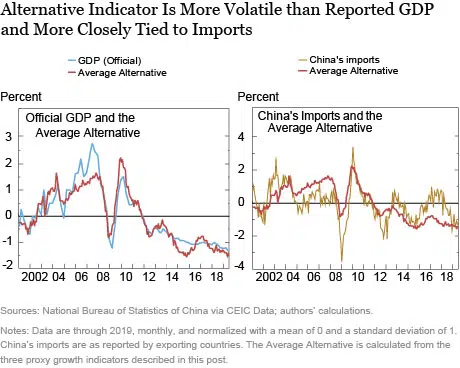 Alternative Indicator Is More Volatile than Reported GDP
and More Closely Tied to Imports
GDP (Official)
Average Alternative
China's imports
Average Alternative
Percent
Percent
Official GDP and the
Average Alternative
China's Imports and the
Average Alternative
3
2
1
0
-1
-2
2002 04 06 08 10 12 14 16 18
4
2
0
-2
-4
2002 04 06 08 10 12 14 16 18
Sources: National Bureau of Statistics of China via CEIC Data; authors' calculations.
Notes: Data are through 2019, monthly, and normalized with a mean of 0 and a standard deviation of 1.
China's imports are as reported by exporting countries. The Average Alternative is calculated from the
three proxy growth indicators described in this post.